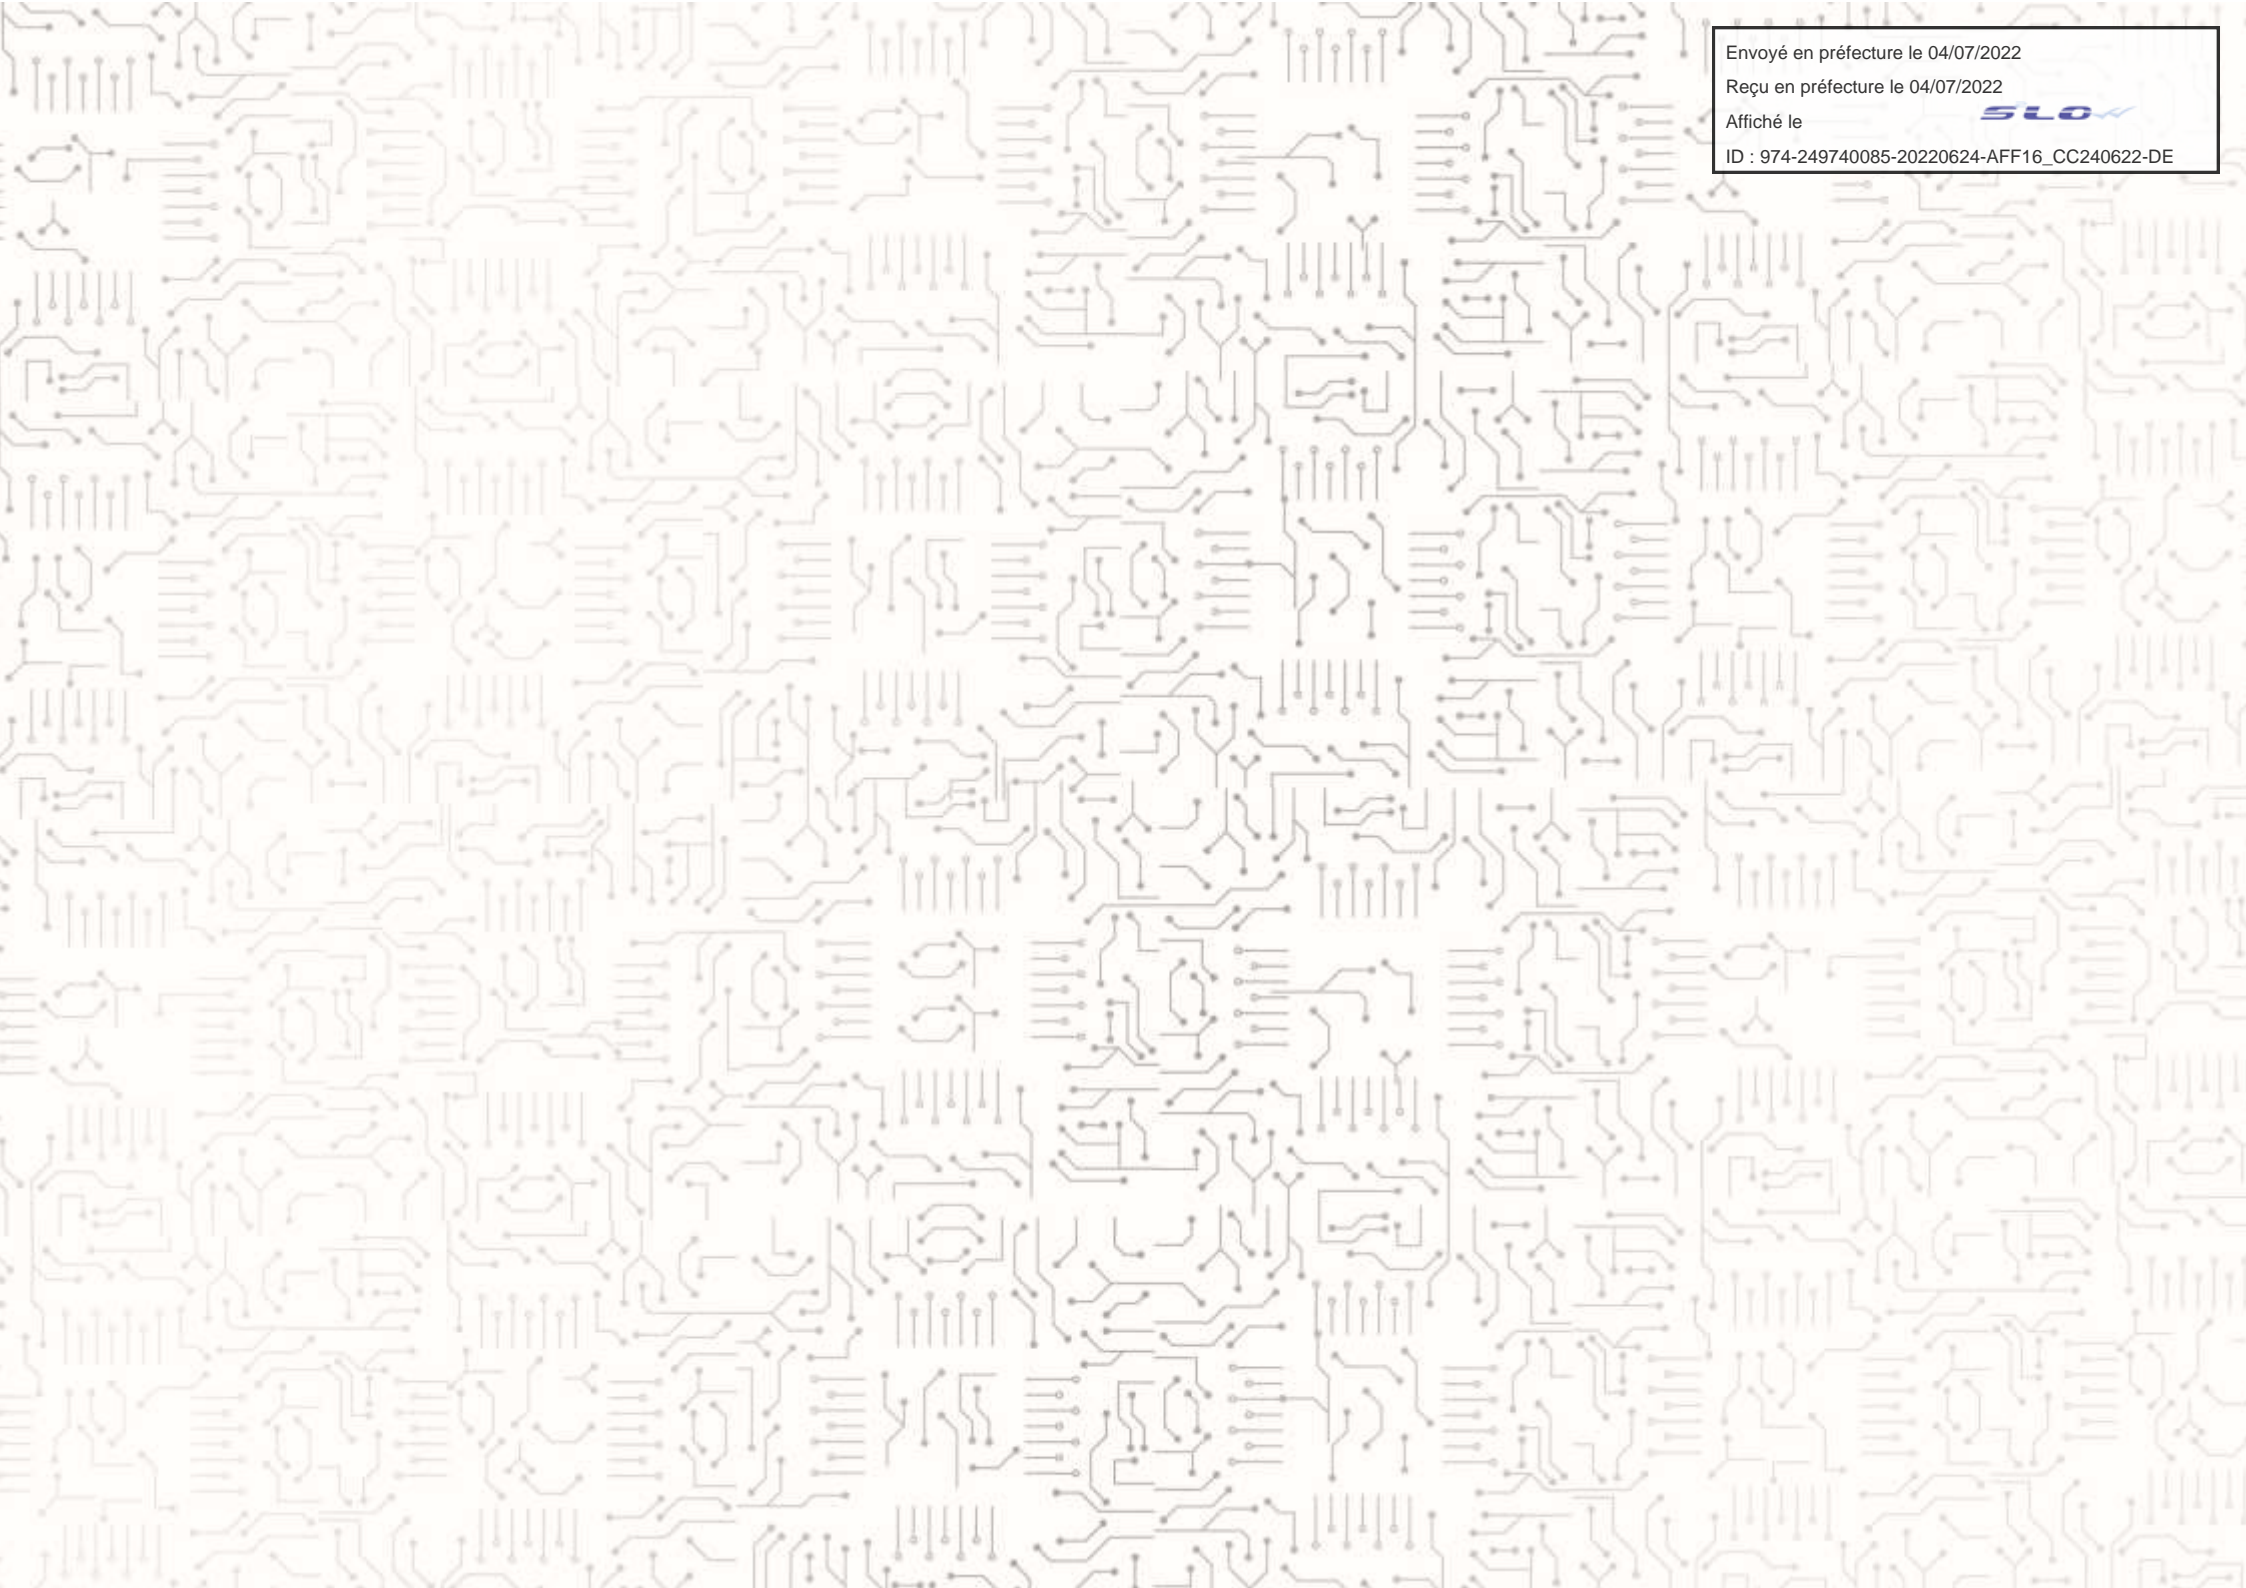 Envoyé en préfecture le 04/07/2022
Reçu en préfecture le 04/07/2022
Affiché le
SLO
ID : 974-249740085-20220624-AFF16_CC240622-DE